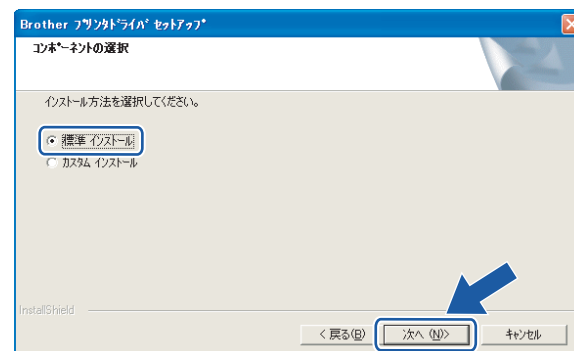 Brother ﾌﾟﾘﾝﾀﾄﾞﾗｲﾊﾞ ｾｯﾄｱｯﾌﾟ
ｺﾝﾎﾟｰﾈﾝﾄの選択
ｲﾝｽﾄｰﾙ方法を選択してください。
標準 ｲﾝｽﾄｰﾙ
ｶｽﾀﾑ ｲﾝｽﾄｰﾙ
InstallShield
< 戻る(B)
次へ (N)>
ｷｬﾝｾﾙ